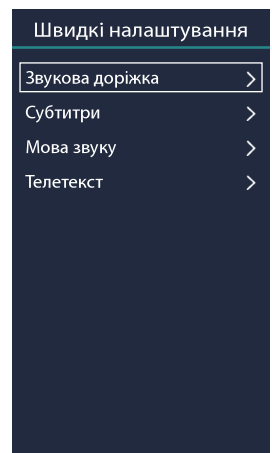 Швидкі налаштування
Звукова доріжка
Субтитри
Мова звуку
Телетекст